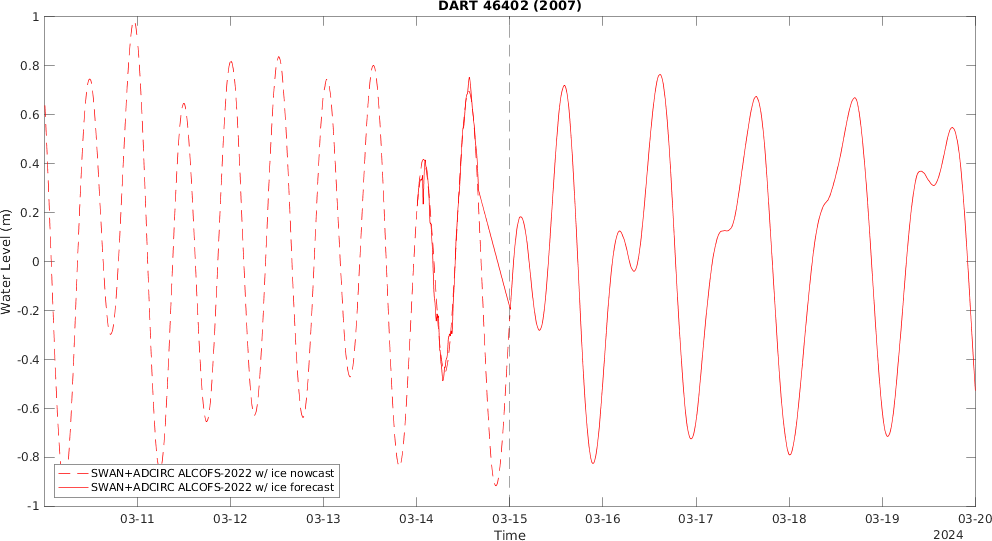 DART 46402 (2007)
Water Level (m)
1
0.8
0.6
0.4
0.2
0
-0.2
-0.4
-0.6
-0.8
-1
SWAN+ADCIRC ALCOFS-2022 w/ ice nowcast
SWAN+ADCIRC ALCOFS-2022 w/ ice forecast
03-11 03-12 03-13 03-14 03-15 03-16 03-17 03-18 03-19 03-20
Time
2024